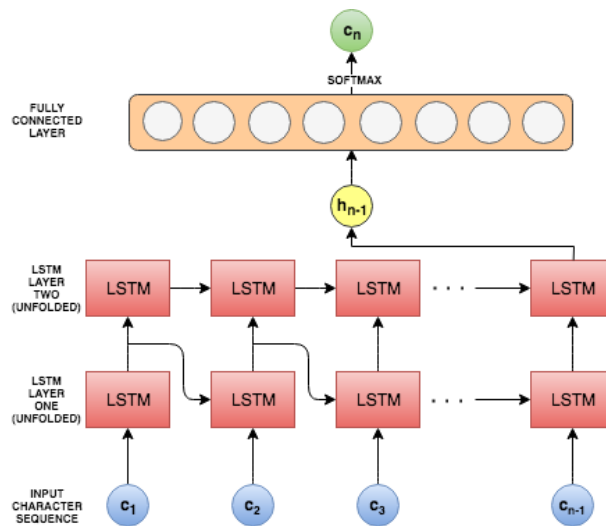 cn
SOFTMAX
FULLY
CONNECTED
LAYER
hn-1
LSTM
LAYER
TWO
(UNFOLDED)
LSTM LSTM LSTM . . . LSTM
LSTM
LAYER
ONE
(UNFOLDED)
LSTM LSTM LSTM . . . LSTM
INPUT
CHARACTER
SEQUENCE
c1 c2 c3 cn-1